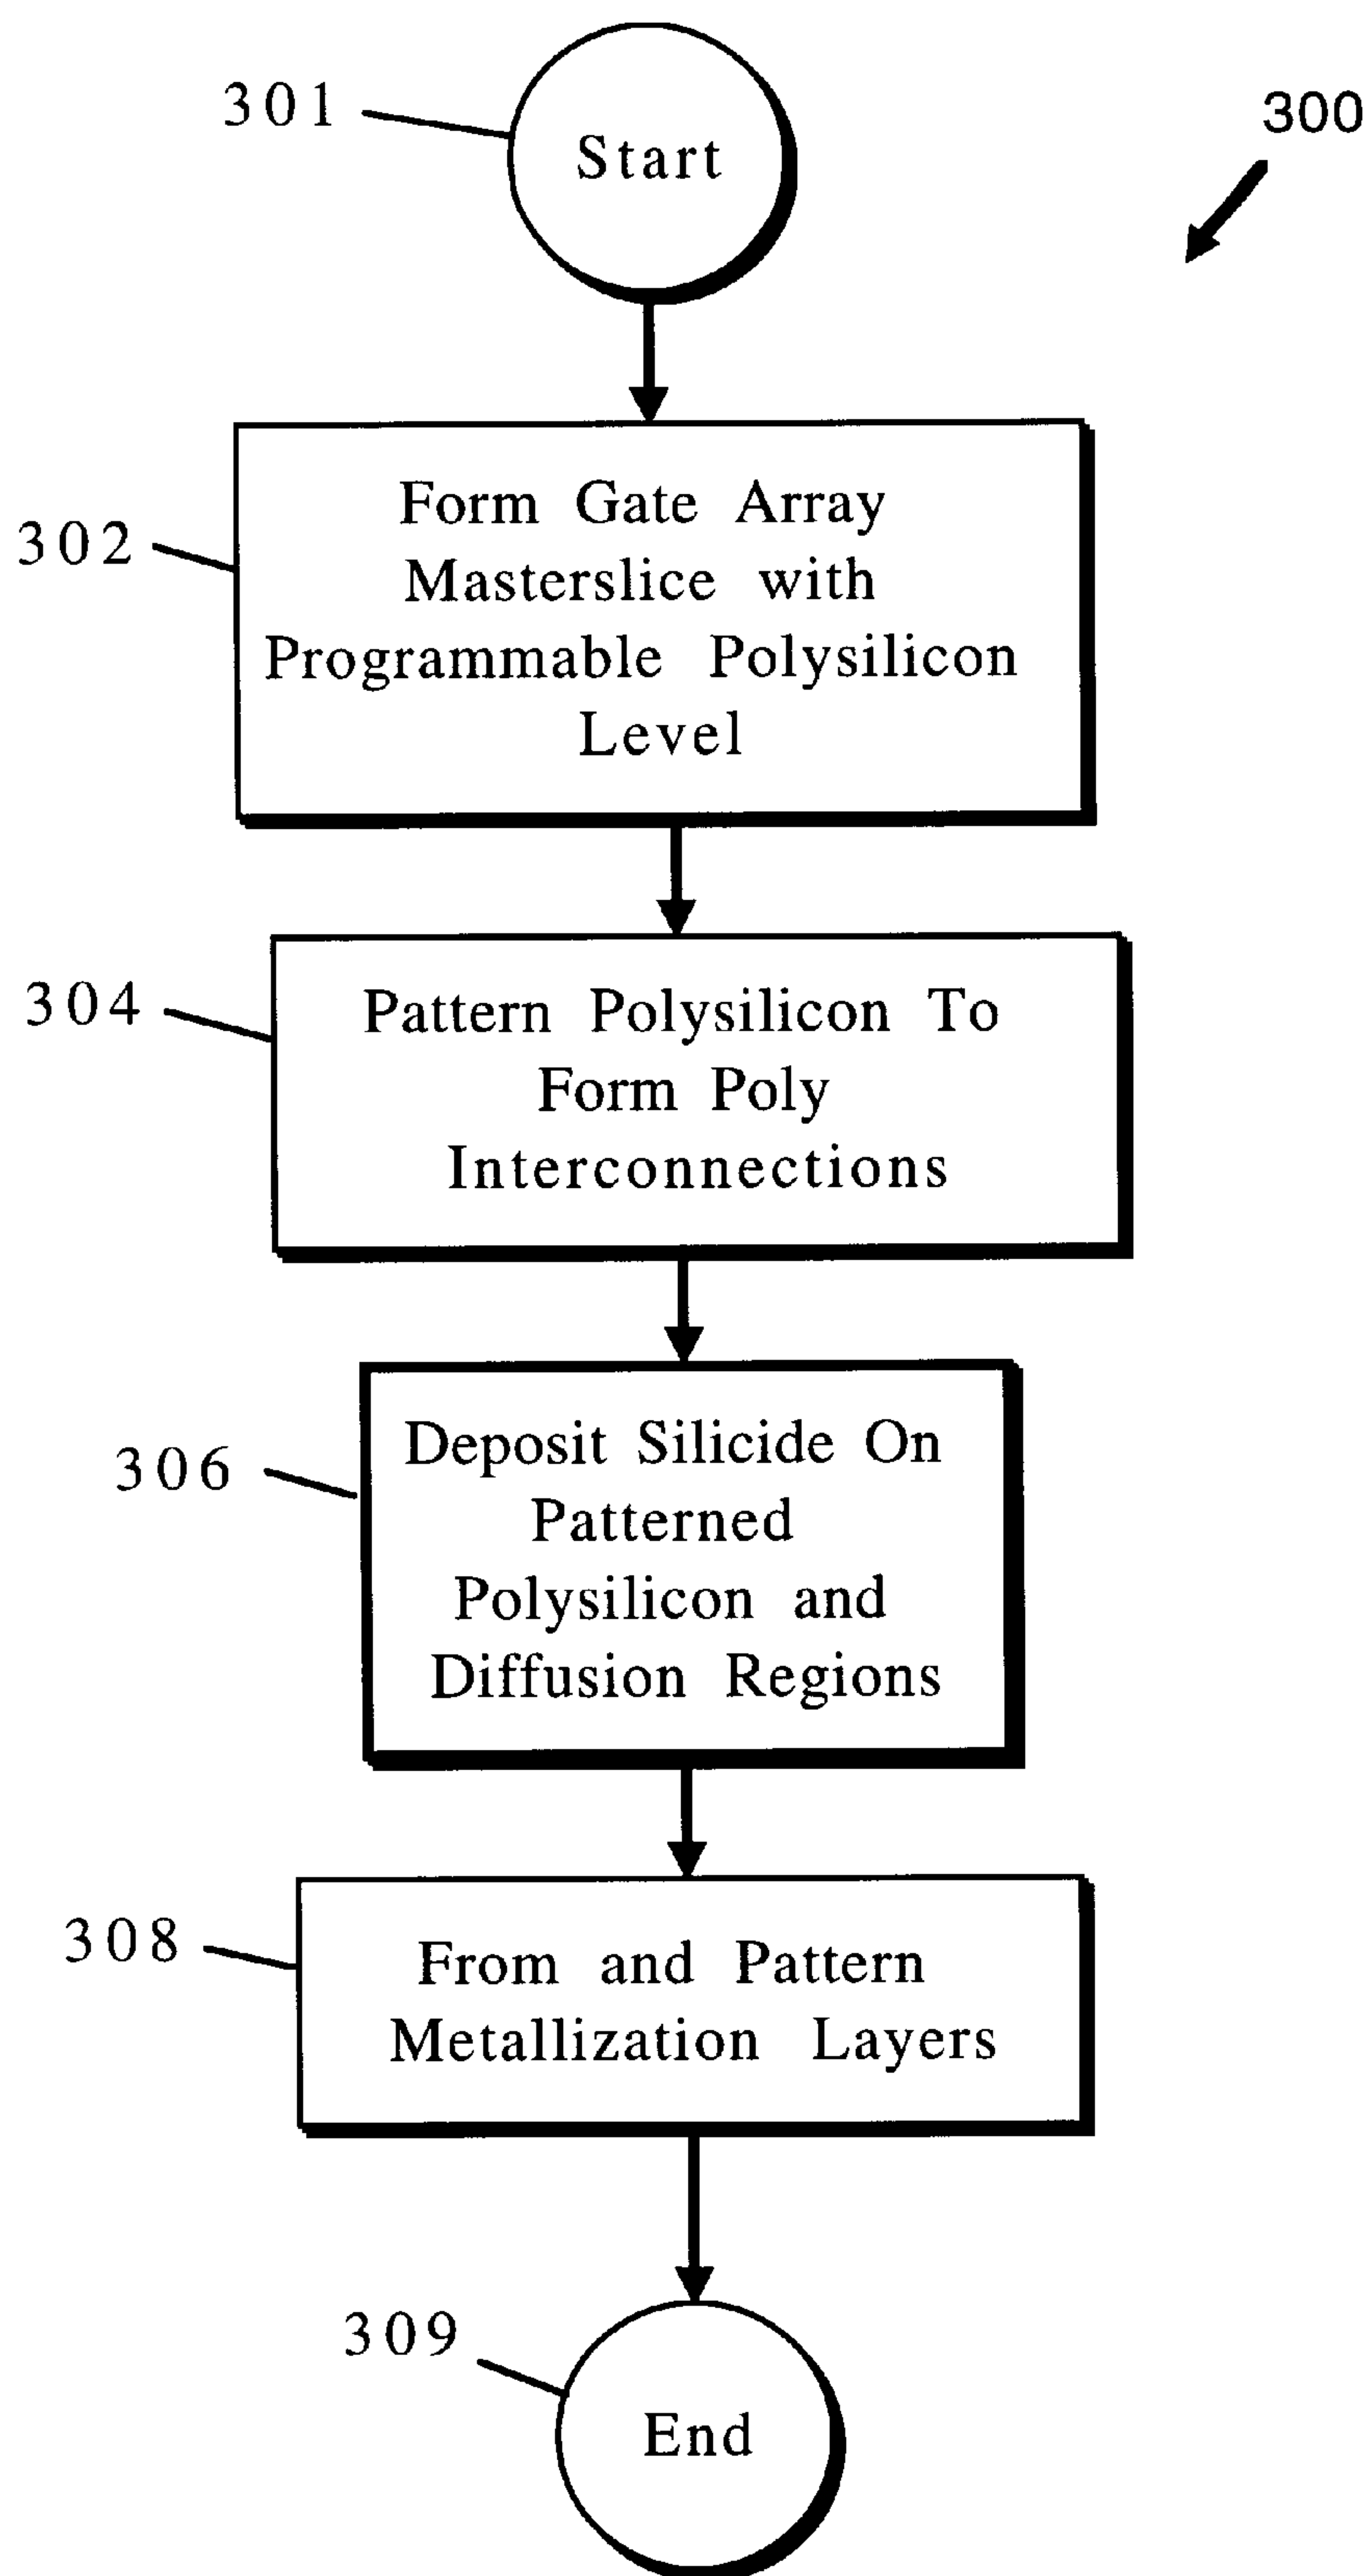 301
Start
300
302
Form Gate Array
Masterslice with
Programmable Polysilicon
Level
304
Pattern Polysilicon To
Form Poly
Interconnections
306
Deposit Silicide On
Patterned
Polysilicon and
Diffusion Regions
308
From and Pattern
Metallization Layers
309
End